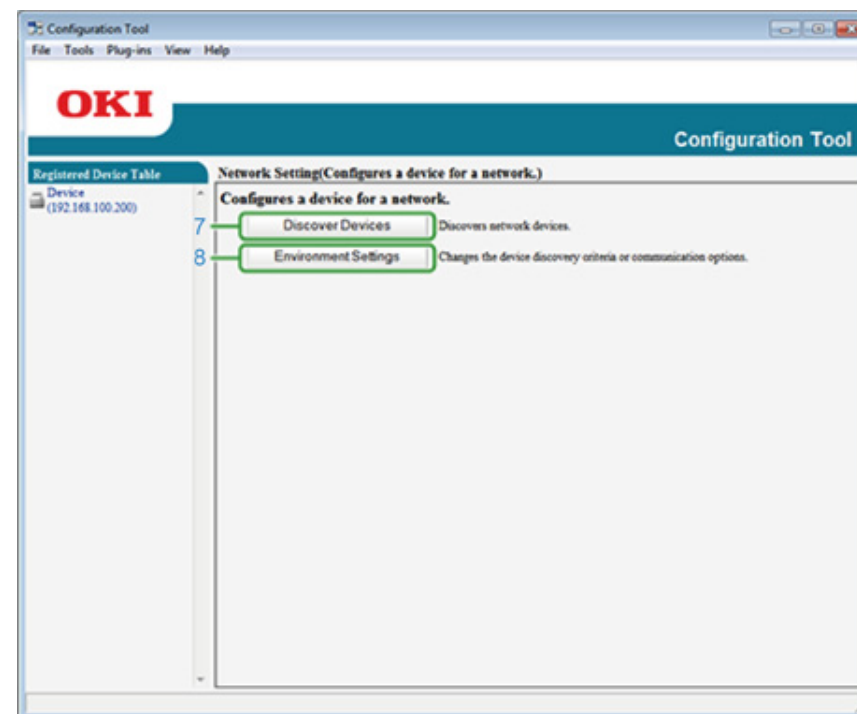 Configuration Tool
File Tools Plug-ins View Help
OKI
Configuration Tool
Registered Device Table
Device
(192.168.100.200)
Network Setting(Configures a device for a network.)
Configures a device for a network.
7 Discover Devices Discovers network devices.
8 Environment Settings Changes the device discovery criteria or communication options.